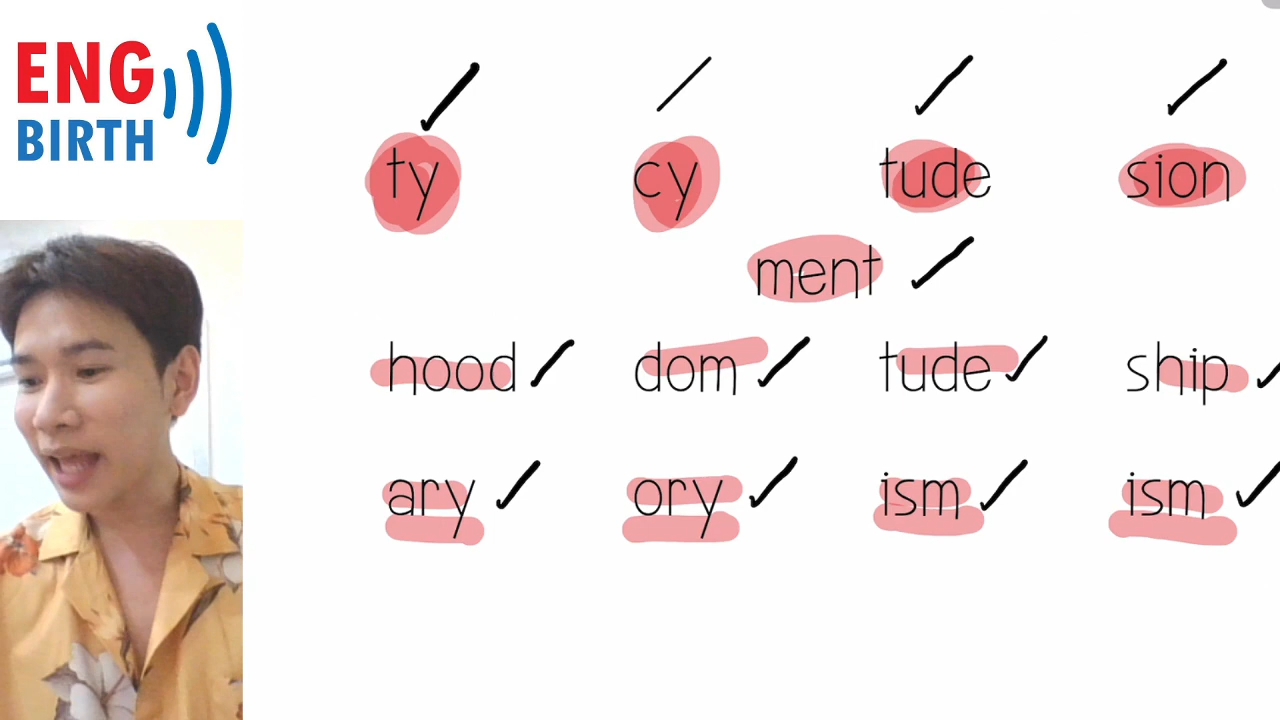 ENG
BIRTH
ty cy tude sion
ment
hood dom tude ship
ary ory ism ism